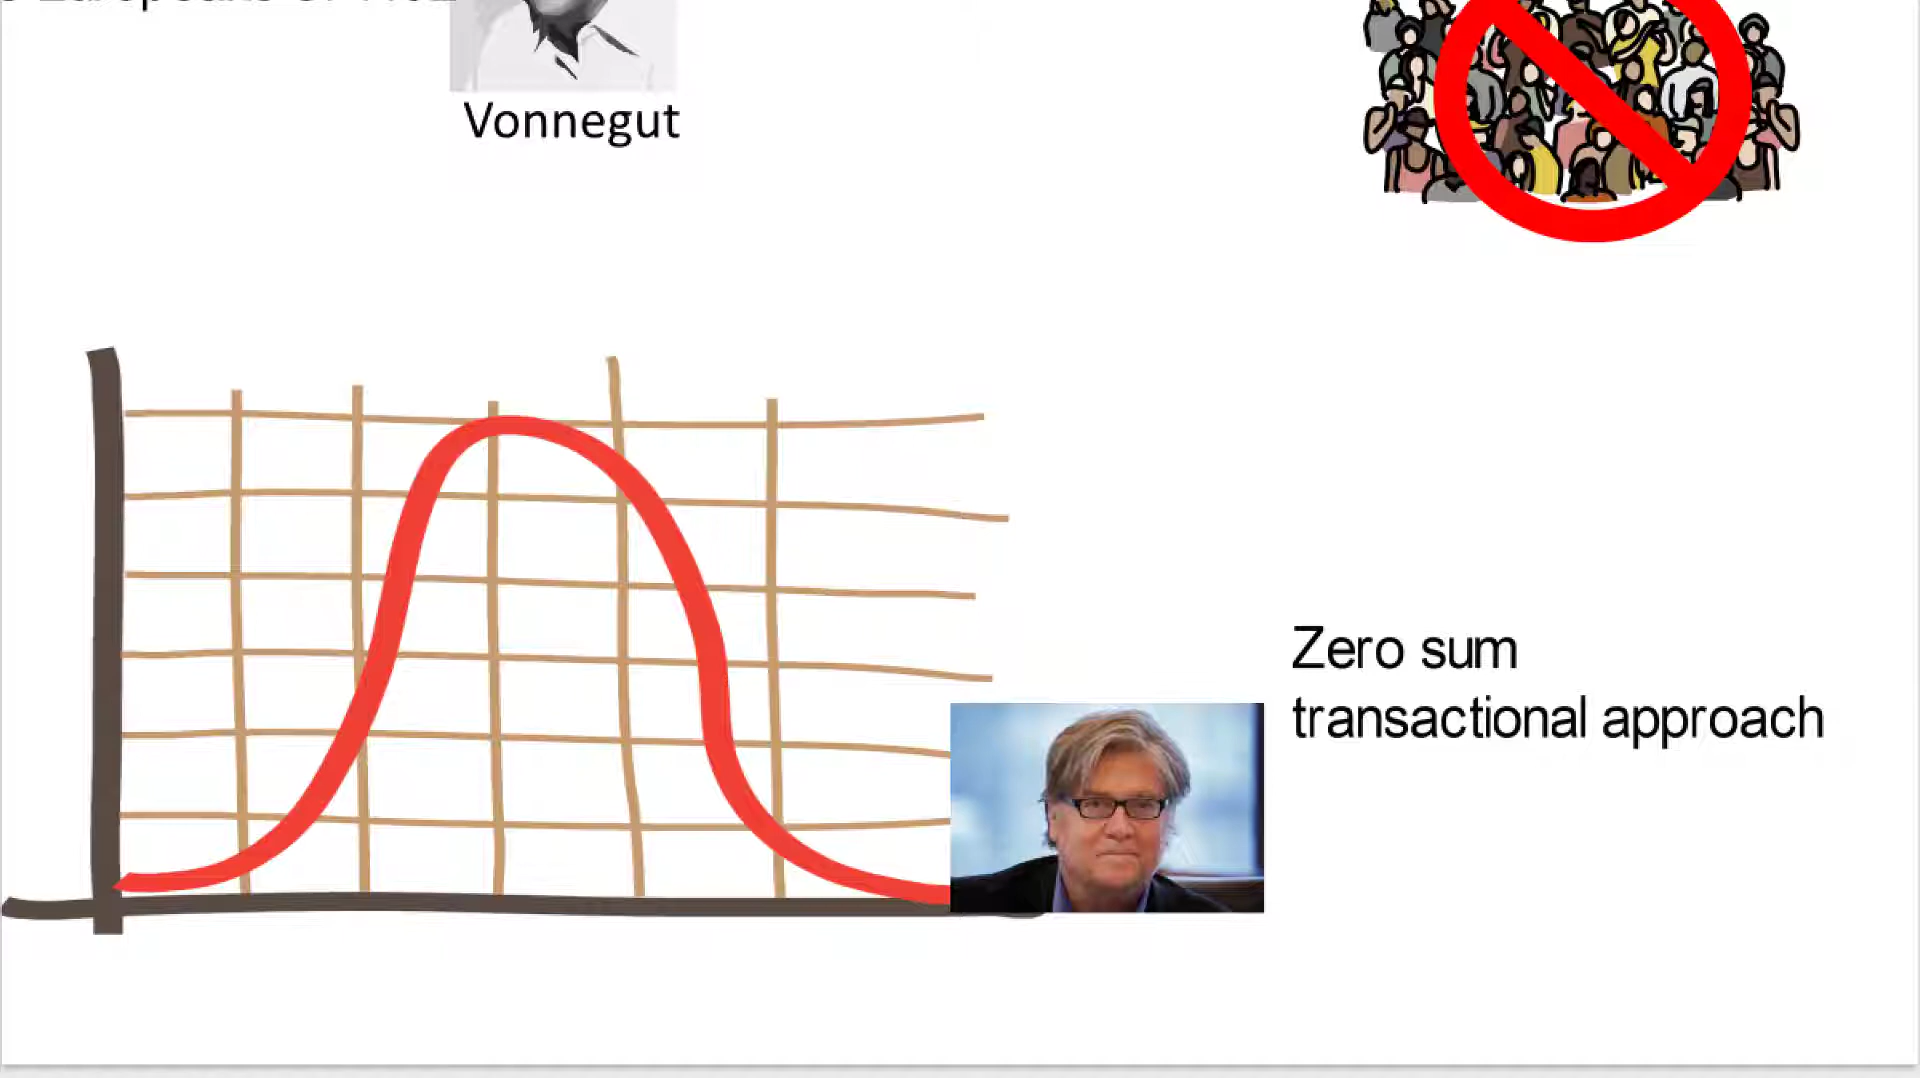 Vonnegut
Zero sum
transactional approach